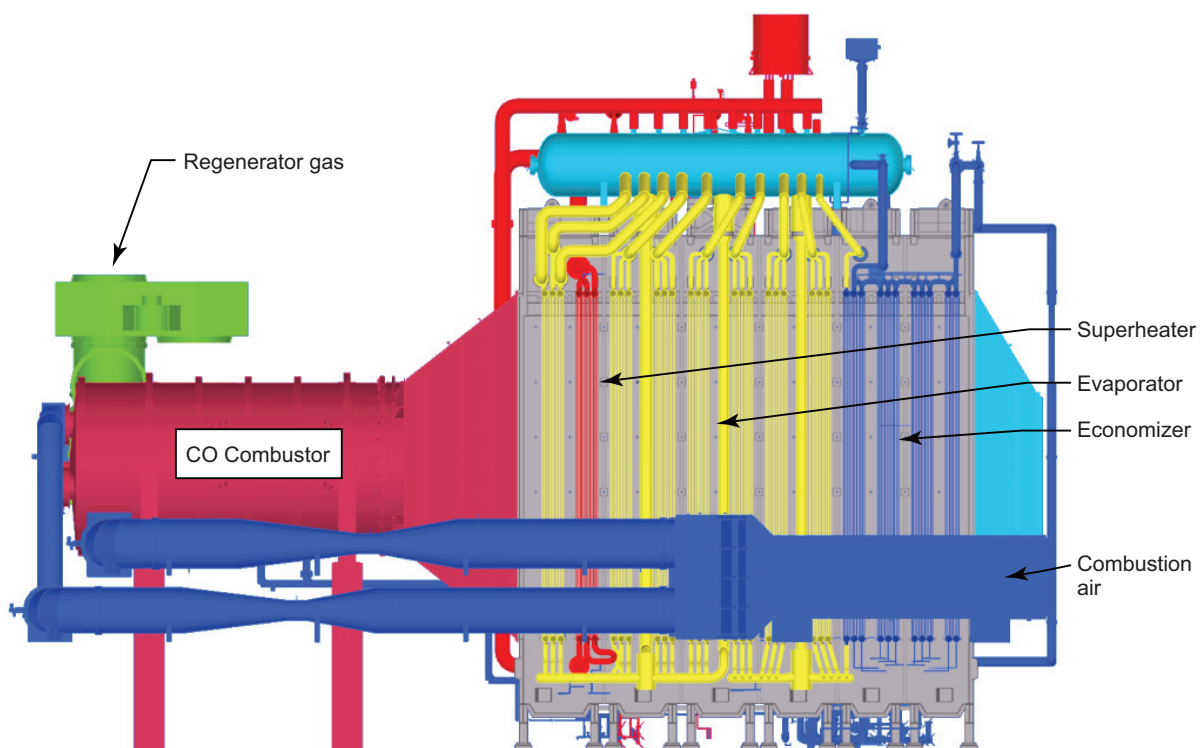 Regenerator gas
Superheater
Evaporator
CO Combustor
Economizer
Combustion
air